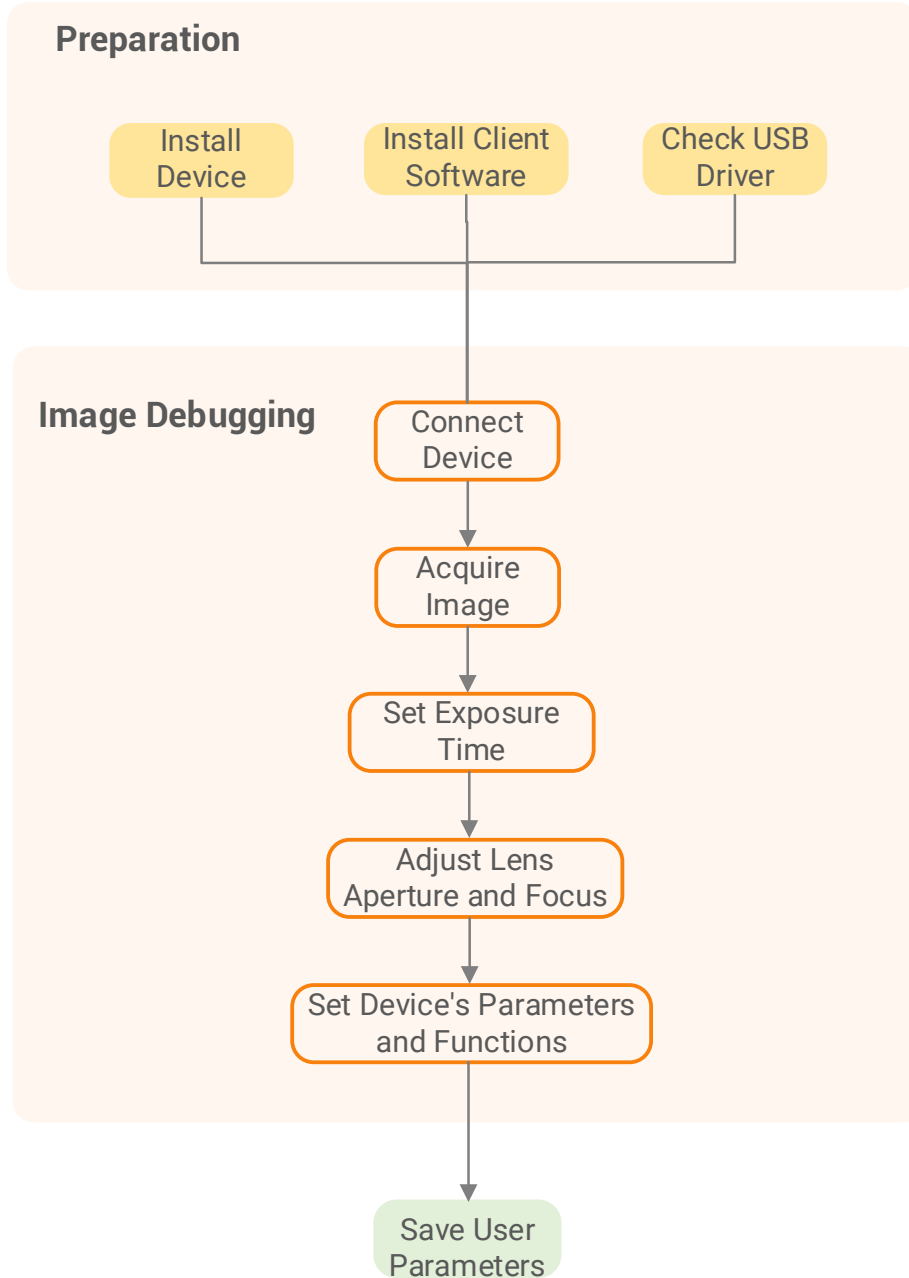 Preparation
Install
Device
Install Client
Software
Check USB
Driver
Image Debugging
Connect
Device
Acquire
Image
Set Exposure
Time
Adjust Lens
Aperture and Focus
Set Device's Parameters
and Functions
Save User
Parameters